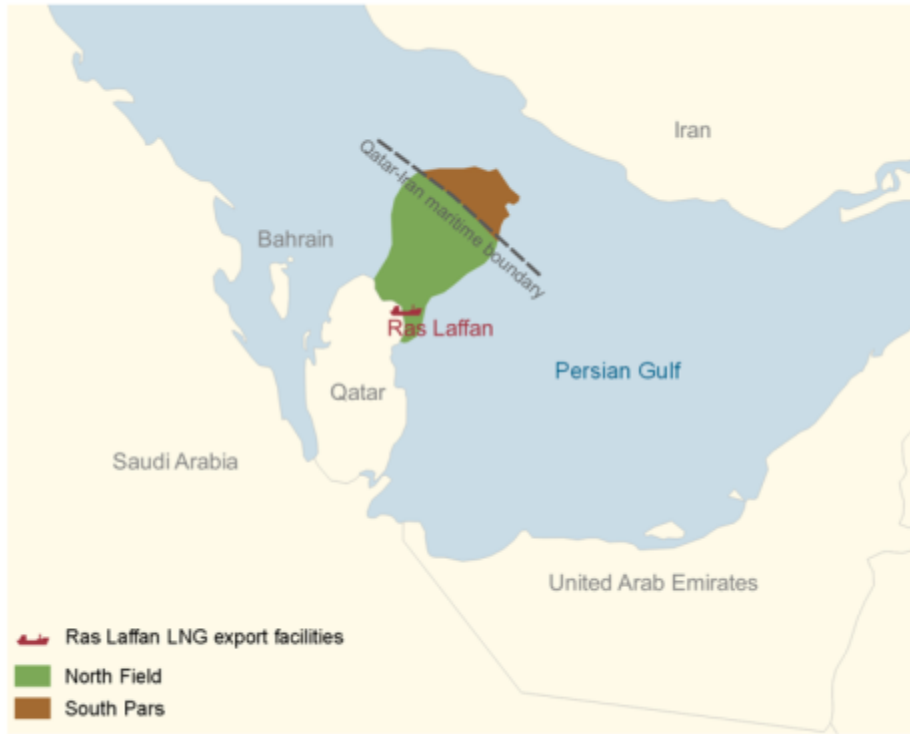 Iran
Qatar-Iran maritime boundary
Bahrain
Ras Laffan
Persian Gulf
Qatar
Saudi Arabia
United Arab Emirates
Ras Laffan LNG export facilities
North Field
South Pars